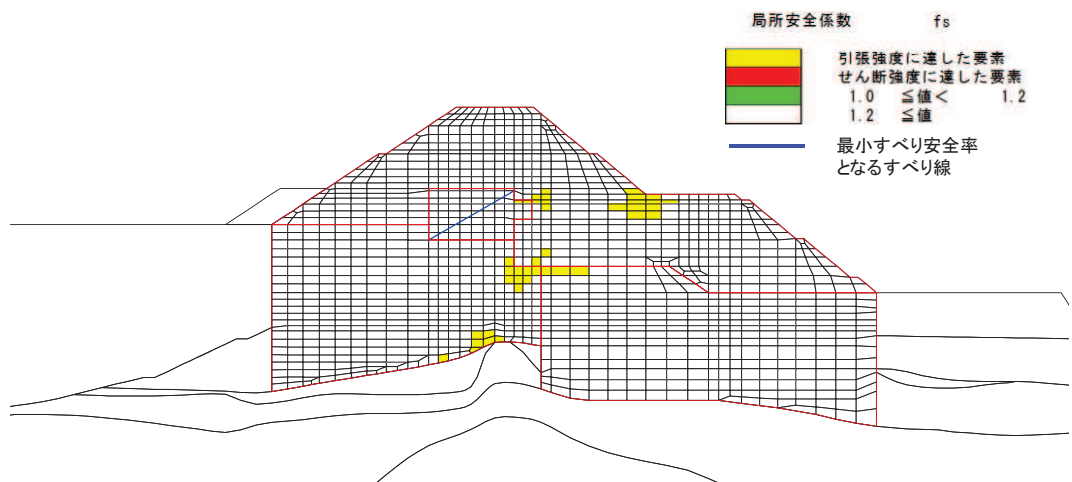 局所安全係数 fs
引張強度に達した要素
せん断強度に達した要素
1.0 ≦値< 1.2
1.2 ≦値
最小すべり安全率
となるすべり線